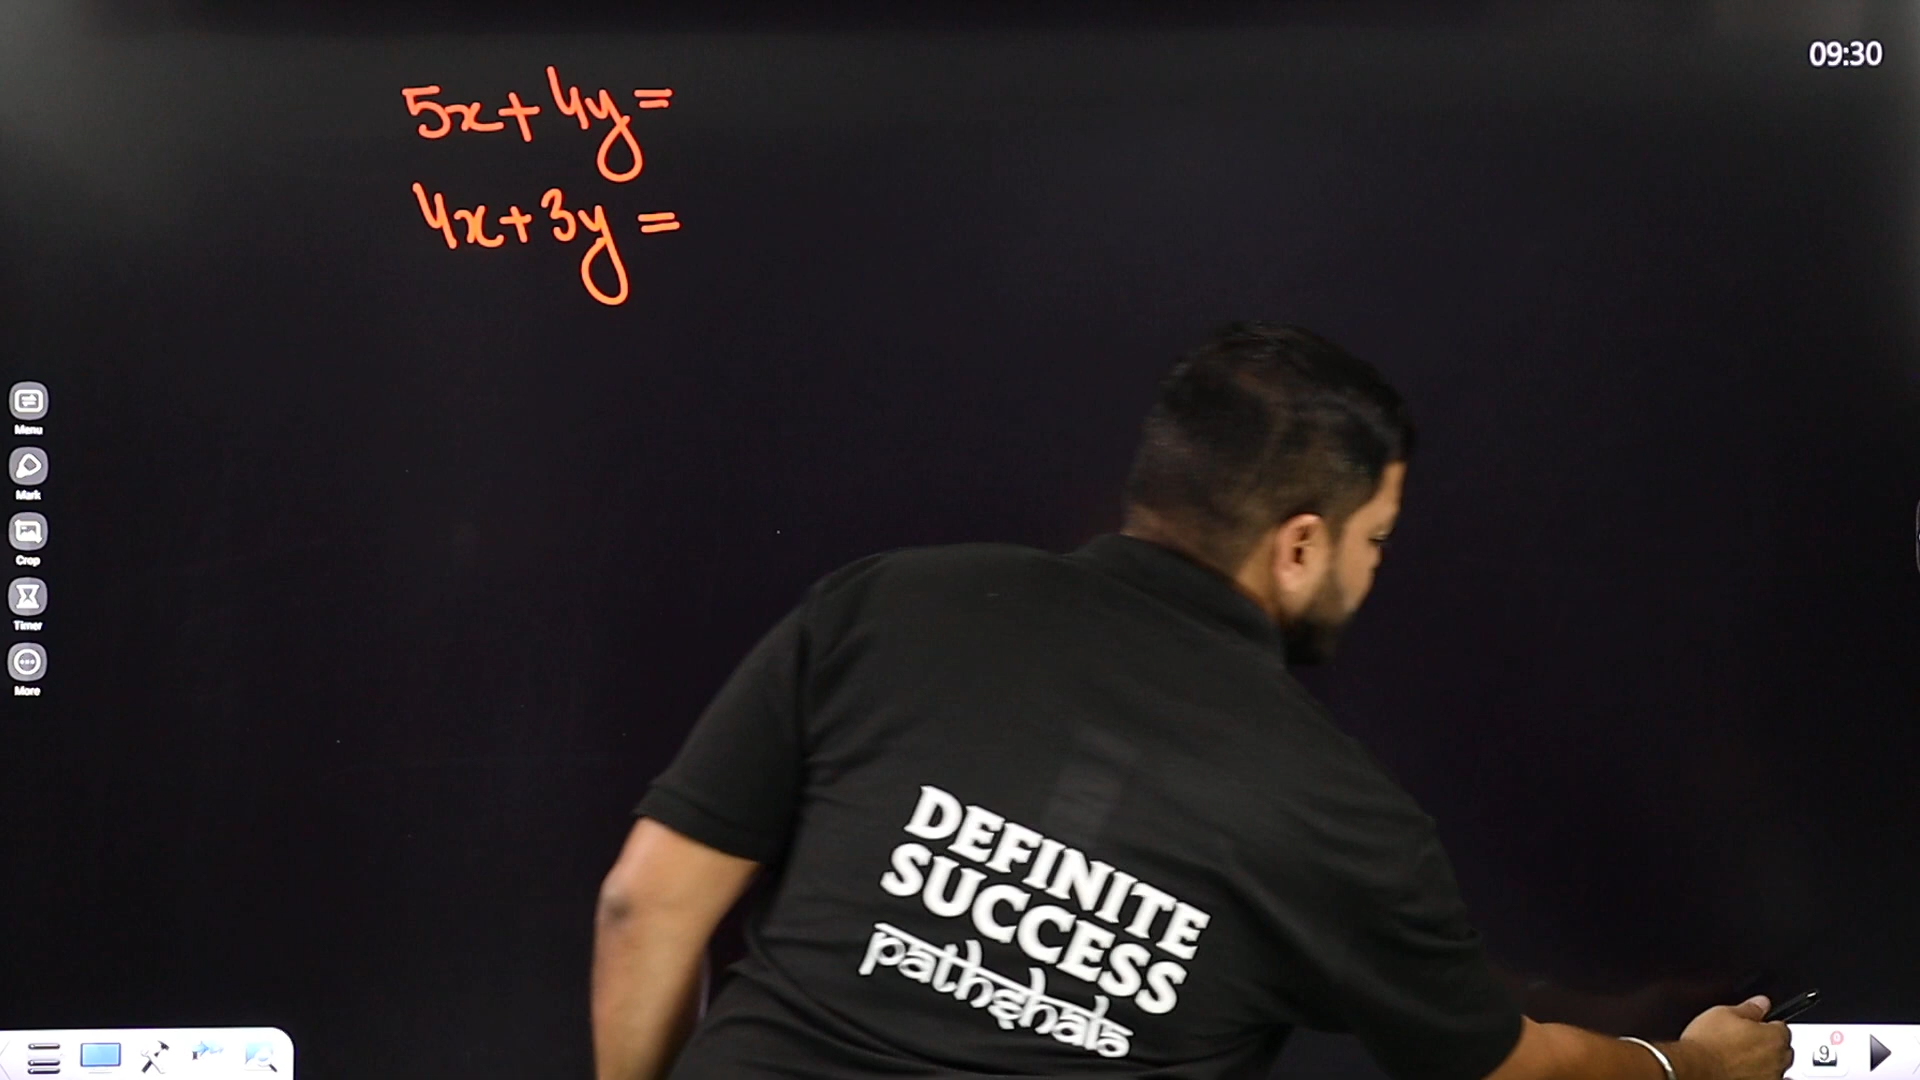 09:30
5x+4y=
4x+3y=
Menu
Mark
Crop
Timer
More
DEFINITE
SUCCESS
pathshala
9